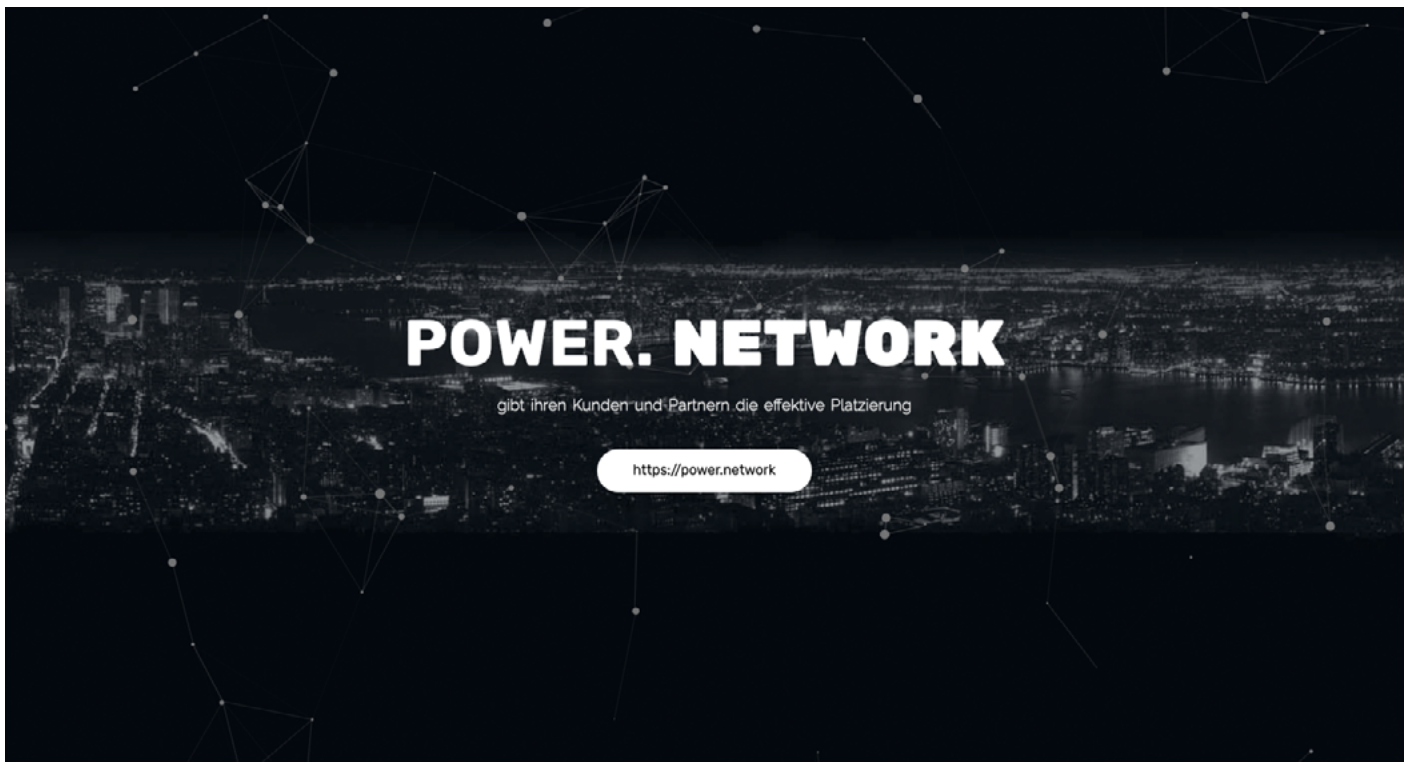 POWER. NETWORK
gibt ihren Kunden und Partnern die effektive Platzierung
https://power.network